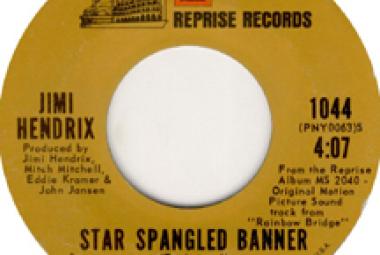 REPRISE RECORDS
JIMI
HENDRIX
Produced by
Jimi Hendrix,
Mitch Mitchell,
Eddie Kramer &
John Jansen
1044
(PNY0063)S
4:07
From the Reprise
Album MS 2040 -
Original Motion
Picture Sound
track from
"Rainbow Bridge"
STAR SPANGLED BANNER